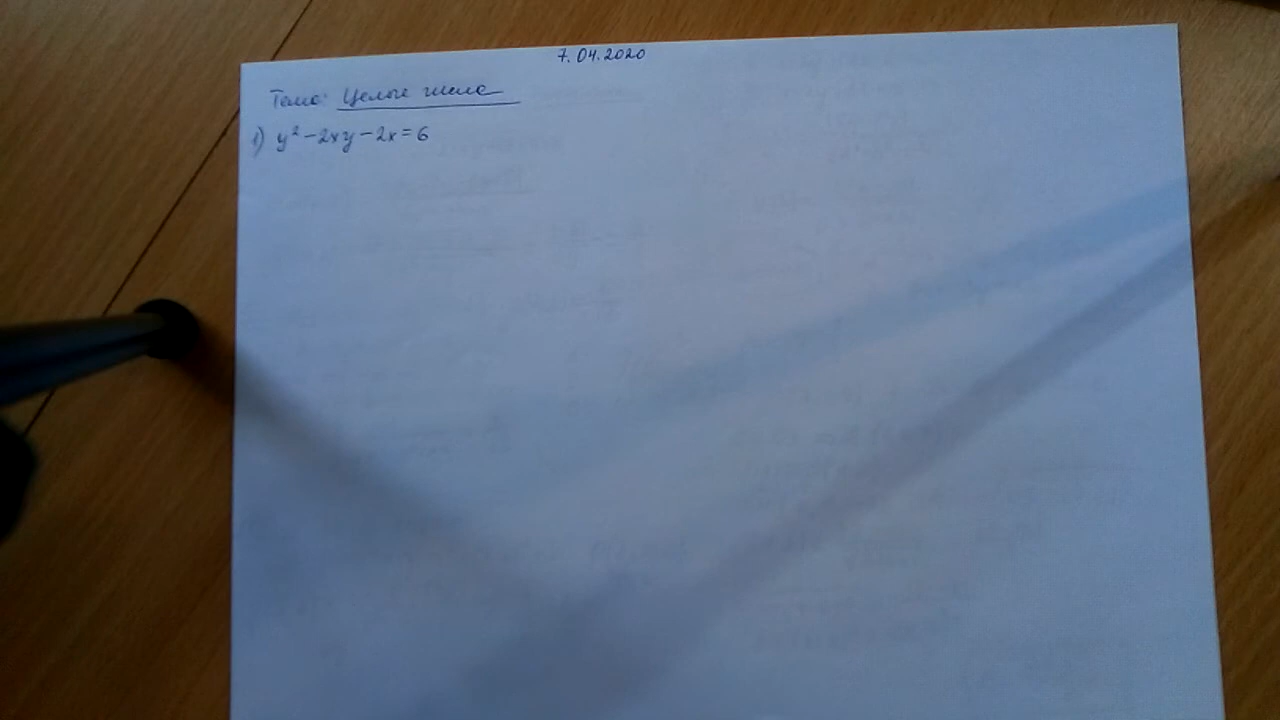 7.04.2020
Тема: Целые числа
1) y² - 2xy - 2x = 6